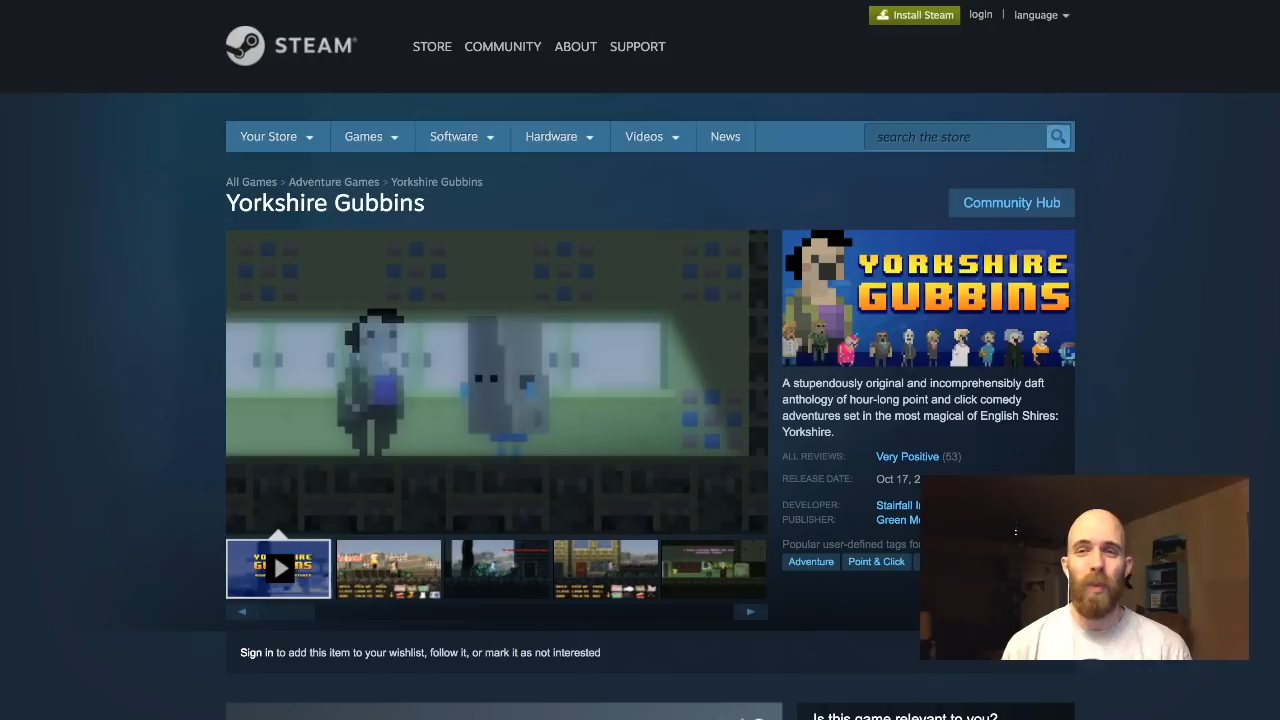 Install Steam
login
language
STEAM
STORE
COMMUNITY
ABOUT
SUPPORT
Your Store
Games
Software
Hardware
Videos
News
search the store
All Games > Adventure Games > Yorkshire Gubbins
Yorkshire Gubbins
Community Hub
YORKSHIRE
GUBBINS
A stupendously original and incomprehensibly daft
anthology of hour-long point and click comedy
adventures set in the most magical of English Shires:
Yorkshire.
ALL REVIEWS: Very Positive (53)
RELEASE DATE: Oct 17, 2
DEVELOPER: Stairfall
PUBLISHER: Green
Popular user-defined tags
Adventure
Point & Click
Sign in to add this item to your wishlist, follow it, or mark it as not interested
Is this game relevant to you?